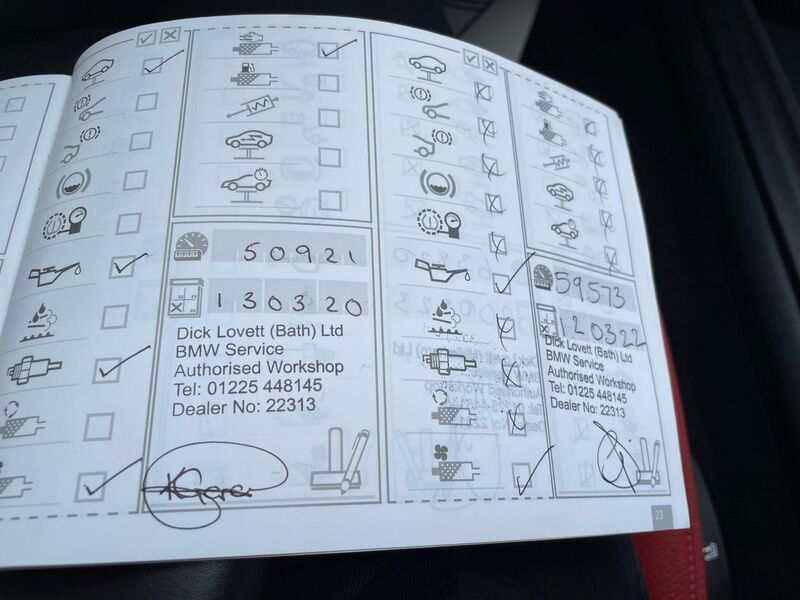 50921
130320
Dick Lovett (Bath) Ltd
BMW Service
Authorised Workshop
Tel: 01225 448145
Dealer No: 22313
59573
120322
Dick Lovett (Bath) Ltd
BMW Service
Authorised Workshop
Tel: 01225 448145
Dealer No: 22313
23